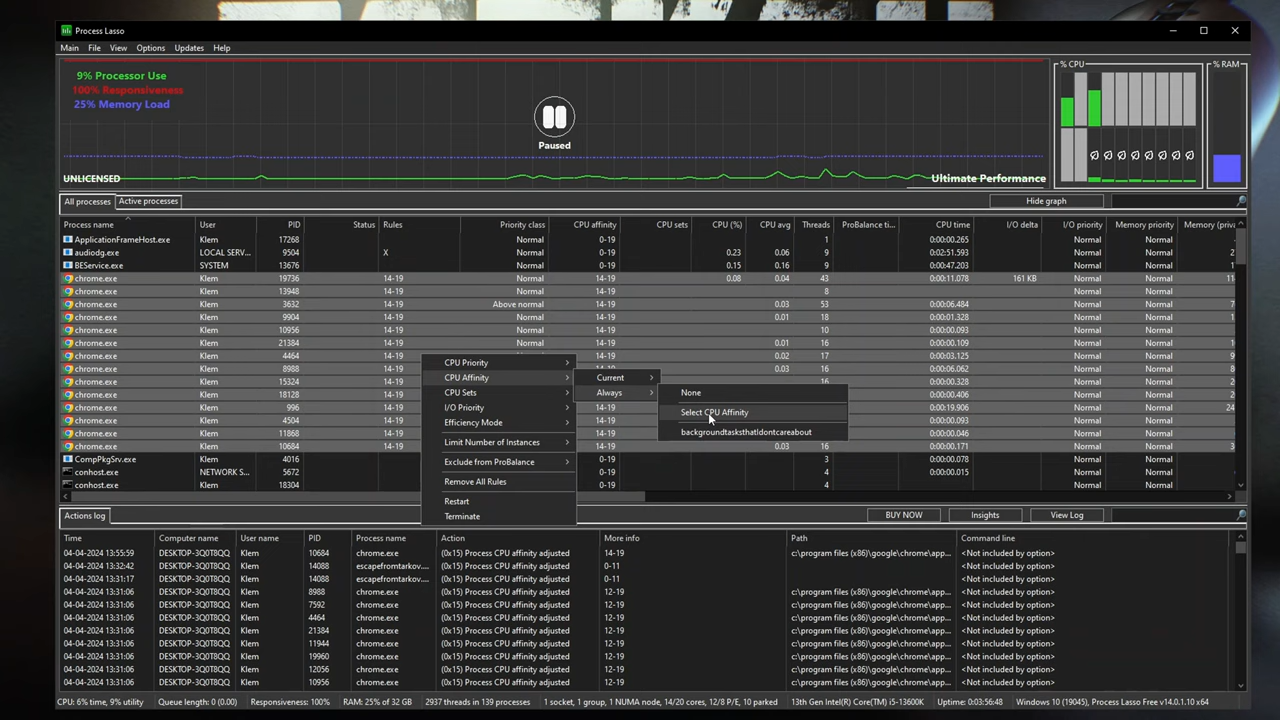 Process Lasso
Main File View Options Updates Help
9% Processor Use
100% Responsiveness
25% Memory Load
Paused
UNLICENSED
Ultimate Performance
% CPU
% RAM
All processes Active processes
Hide graph
Process name User PID Status Rules Priority class CPU affinity CPU sets CPU (%) CPU avg Threads ProBalance ti... CPU time I/O delta I/O priority Memory priority Memory (priva
ApplicationFrameHost.exe Klem 17268 Normal 0-19 1 0:00:00.265 Normal Normal
audiodg.exe LOCAL SERV... 9504 X Normal 0-19 0.23 0.06 9 0:02:51.593 Normal Normal
BEService.exe SYSTEM 13676 Normal 0-19 0.15 0.16 9 0:00:47.203 Normal Normal
chrome.exe Klem 19736 14-19 Normal 14-19 0.08 0.04 43 0:00:11.078 161 KB Normal Normal
chrome.exe Klem 13948 14-19 Normal 14-19 8 Normal Normal
chrome.exe Klem 3632 14-19 Above normal 14-19 0.03 53 0:00:06.484 Normal Normal
chrome.exe Klem 9904 14-19 Normal 14-19 0.01 18 0:00:00.093 Normal Normal
chrome.exe Klem 10956 14-19 Normal 14-19 10 0:00:00.093 Normal Normal
chrome.exe Klem 21384 14-19 Normal 14-19 0.01 16 0:00:00.093 Normal Normal
chrome.exe Klem 4464 14-19 14-19 0.02 17 0:00:03.125 Normal Normal
chrome.exe Klem 8988 14-19 14-19 0.03 16 0:00:06.062 Normal Normal
chrome.exe Klem 15324 14-19 16 Normal Normal
chrome.exe Klem 18128 14-19 0:00:02.406 Normal Normal
chrome.exe Klem 996 14-19 0:00:19.906 Normal Normal
chrome.exe Klem 4504 14-19 0:00:00.031 Normal Normal
chrome.exe Klem 11944 14-19 0:00:00.046 Normal Normal
chrome.exe Klem 10684 14-19 14-19 0.03 16 0:00:00.171 Normal Normal
CompPkgSrv.exe Klem 4016 0-19 3 0:00:00.078 Normal Normal
conhost.exe NETWORK S... 5672 0-19 4 0:00:00.015 Normal Normal
conhost.exe Klem 18304 0-19 4 Normal Normal
CPU Priority
CPU Affinity
CPU Sets
I/O Priority
Efficiency Mode
Limit Number of Instances
Exclude from ProBalance
Remove All Rules
Restart
Terminate
Current
Always
None
Select CPU Affinity
backgroundtasksthatIdontcareabout
Actions log
BUY NOW Insights View Log
Time Computer name User name PID Process name Action More info Path Command line
04-04-2024 13:55:59 DESKTOP-3Q0T8QQ Klem 10684 chrome.exe (0x15) Process CPU affinity adjusted 14-19 c:\program files (x86)\google\chrome\app... <Not included by option>
04-04-2024 13:32:42 DESKTOP-3Q0T8QQ Klem 14088 escapefromtarkov.... (0x15) Process CPU affinity adjusted 0-11 <Not included by option>
04-04-2024 13:31:17 DESKTOP-3Q0T8QQ Klem 14088 escapefromtarkov.... (0x15) Process CPU affinity adjusted 0-11 <Not included by option>
04-04-2024 13:31:06 DESKTOP-3Q0T8QQ Klem 8988 chrome.exe (0x15) Process CPU affinity adjusted 12-19 c:\program files (x86)\google\chrome\app... <Not included by option>
04-04-2024 13:31:06 DESKTOP-3Q0T8QQ Klem 7592 chrome.exe (0x15) Process CPU affinity adjusted 12-19 c:\program files (x86)\google\chrome\app... <Not included by option>
04-04-2024 13:31:06 DESKTOP-3Q0T8QQ Klem 4464 chrome.exe (0x15) Process CPU affinity adjusted 12-19 c:\program files (x86)\google\chrome\app... <Not included by option>
04-04-2024 13:31:06 DESKTOP-3Q0T8QQ Klem 21384 chrome.exe (0x15) Process CPU affinity adjusted 12-19 c:\program files (x86)\google\chrome\app... <Not included by option>
04-04-2024 13:31:06 DESKTOP-3Q0T8QQ Klem 11944 chrome.exe (0x15) Process CPU affinity adjusted 12-19 c:\program files (x86)\google\chrome\app... <Not included by option>
04-04-2024 13:31:06 DESKTOP-3Q0T8QQ Klem 19960 chrome.exe (0x15) Process CPU affinity adjusted 12-19 c:\program files (x86)\google\chrome\app... <Not included by option>
04-04-2024 13:31:06 DESKTOP-3Q0T8QQ Klem 12056 chrome.exe (0x15) Process CPU affinity adjusted 12-19 c:\program files (x86)\google\chrome\app... <Not included by option>
04-04-2024 13:31:06 DESKTOP-3Q0T8QQ Klem 10956 chrome.exe (0x15) Process CPU affinity adjusted 12-19 c:\program files (x86)\google\chrome\app... <Not included by option>
CPU: 6% time, 9% utility Queue length: 0 (0.00) Responsiveness: 100% RAM: 25% of 32 GB 2937 threads in 139 processes 1 socket, 1 group, 1 NUMA node, 14/20 cores, 12/8 P/E, 10 parked 13th Gen Intel(R) Core(TM) i5-13600K Uptime: 0:03:56:48 Windows 10 (19045), Process Lasso v14.0.1.10 x64